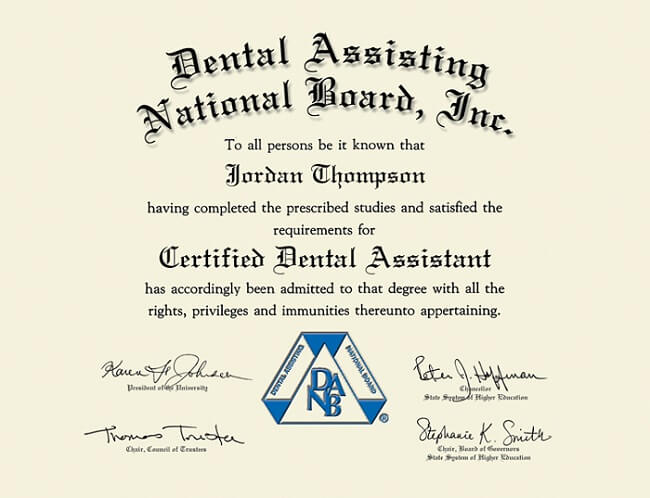 Dental Assisting
National Board, Inc.
To all persons be it known that
Jordan Thompson
having completed the prescribed studies and satisfied the
requirements for
Certified Dental Assistant
has accordingly been admitted to that degree with all the
rights, privileges and immunities thereunto appertaining.
DENTAL ASSISTING
NATIONAL BOARD
DANB
®
Karen F. Johnsen
President of the University
Peter J. Hoffman
Chancellor
State System of Higher Education
Thomas Trustee
Chair, Council of Trustees
Stephanie K. Smith
Chair, Board of Governors
State System of Higher Education